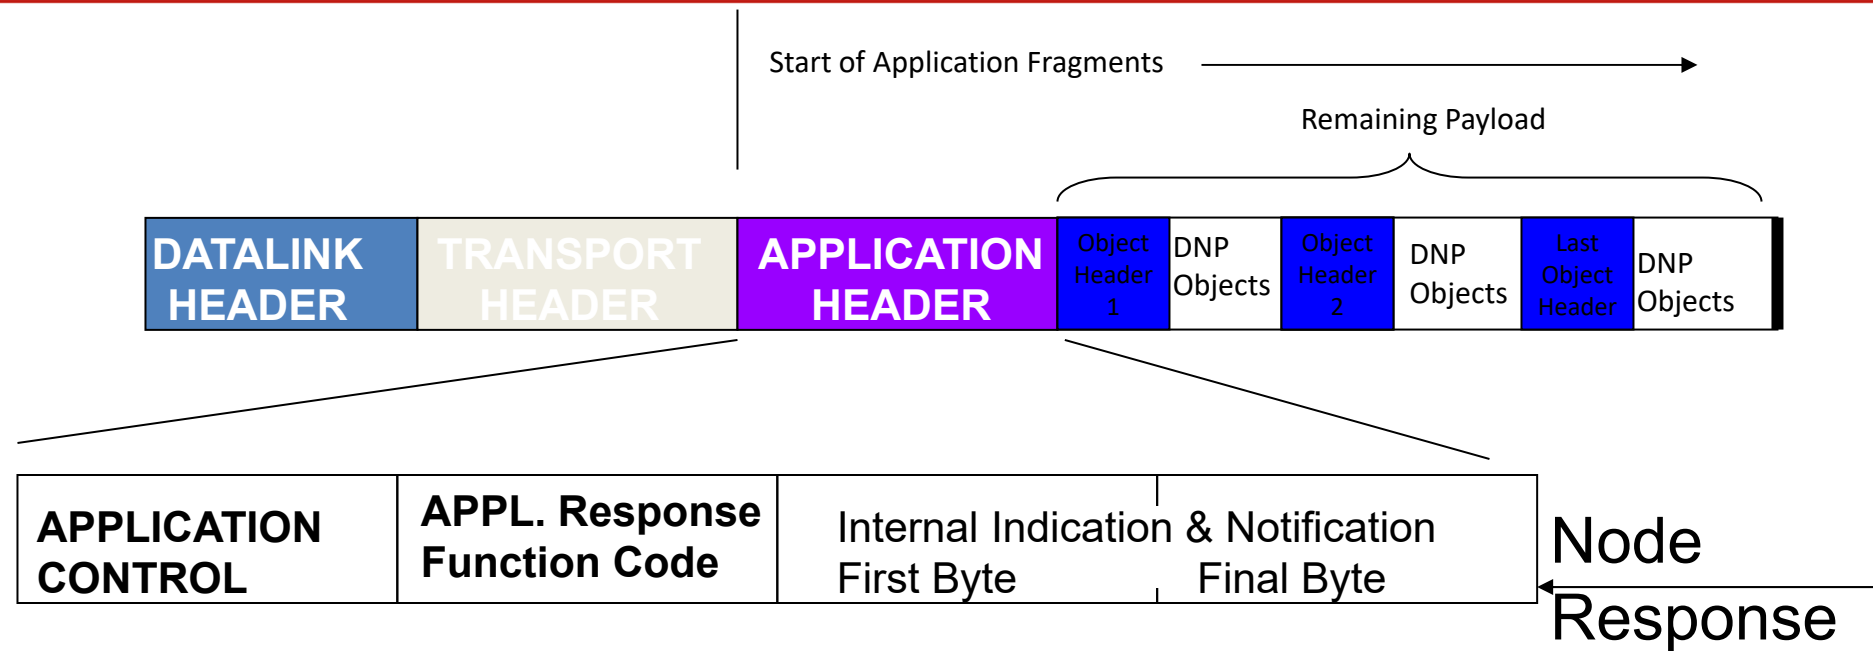 Start of Application Fragments
Remaining Payload
DATALINK
HEADER
TRANSPORT
HEADER
APPLICATION
HEADER
Object
Header
1
DNP
Objects
Object
Header
2
DNP
Objects
Last
Object
Header
DNP
Objects
APPLICATION
CONTROL
APPL. Response
Function Code
Internal Indication & Notification
First Byte Final Byte
Node
Response